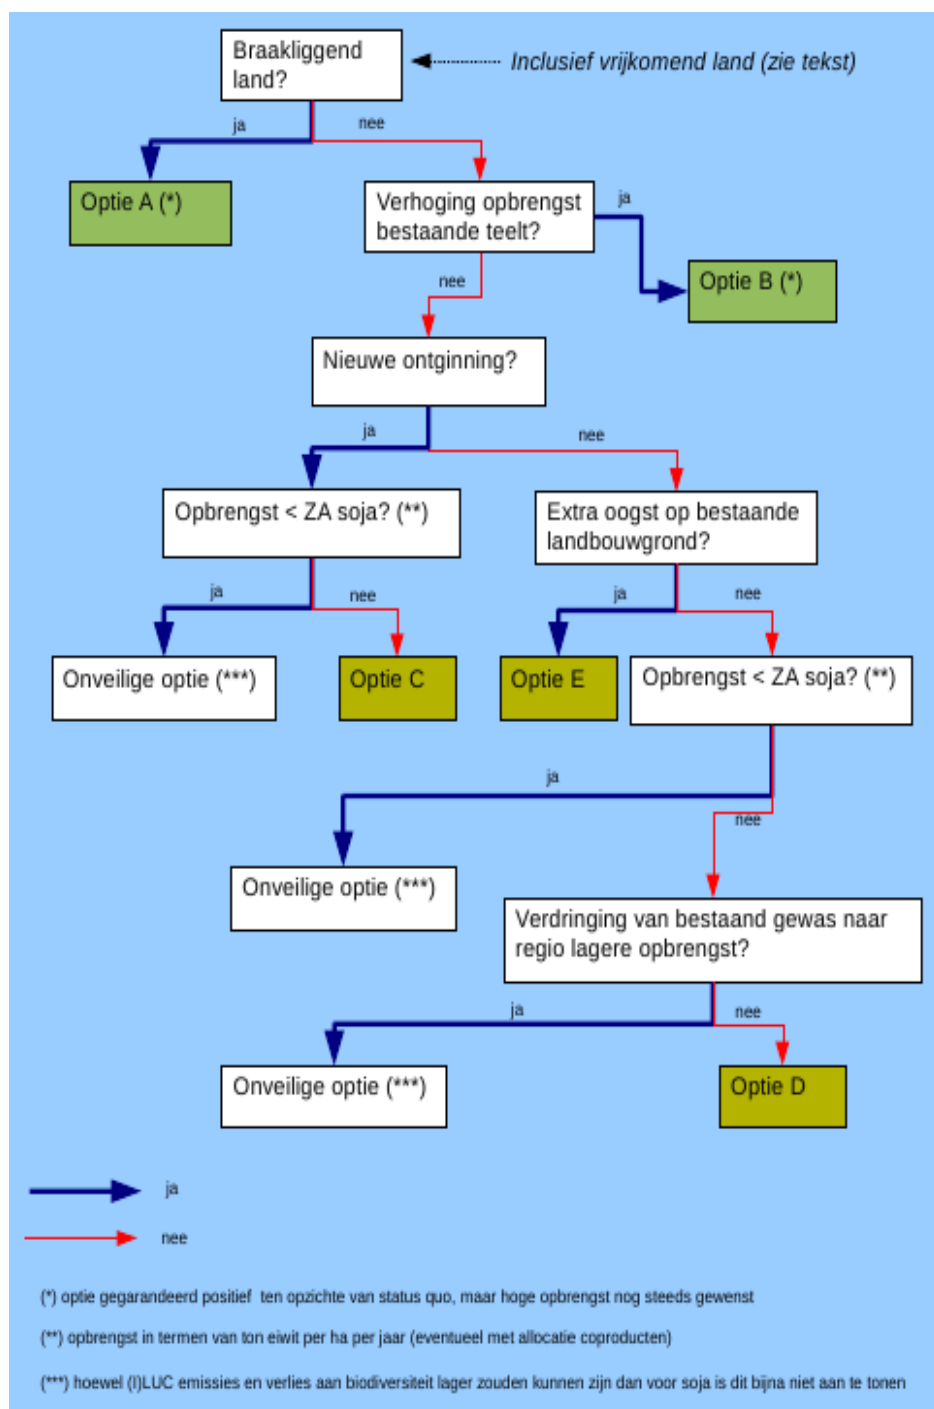 Braakliggend
land?
Inclusief vrijkomend land (zie tekst)
ja
nee
Optie A (*)
Verhoging opbrengst
bestaande teelt?
ja
Optie B (*)
nee
Nieuwe ontginning?
ja
nee
Opbrengst < ZA soja? (**)
Extra oogst op bestaande
landbouwgrond?
ja
nee
ja
nee
Onveilige optie (***)
Optie C
Optie E
Opbrengst < ZA soja? (**)
ja
nee
Onveilige optie (***)
Verdringing van bestaand gewas naar
regio lagere opbrengst?
ja
nee
Onveilige optie (***)
Optie D
ja
nee
(*) optie gegarandeerd positief ten opzichte van status quo, maar hoge opbrengst nog steeds gewenst
(**) opbrengst in termen van ton eiwit per ha per jaar (eventueel met allocatie coproducten)
(***) hoewel (I)LUC emissies en verlies aan biodiversiteit lager zouden kunnen zijn dan voor soja is dit bijna niet aan te tonen